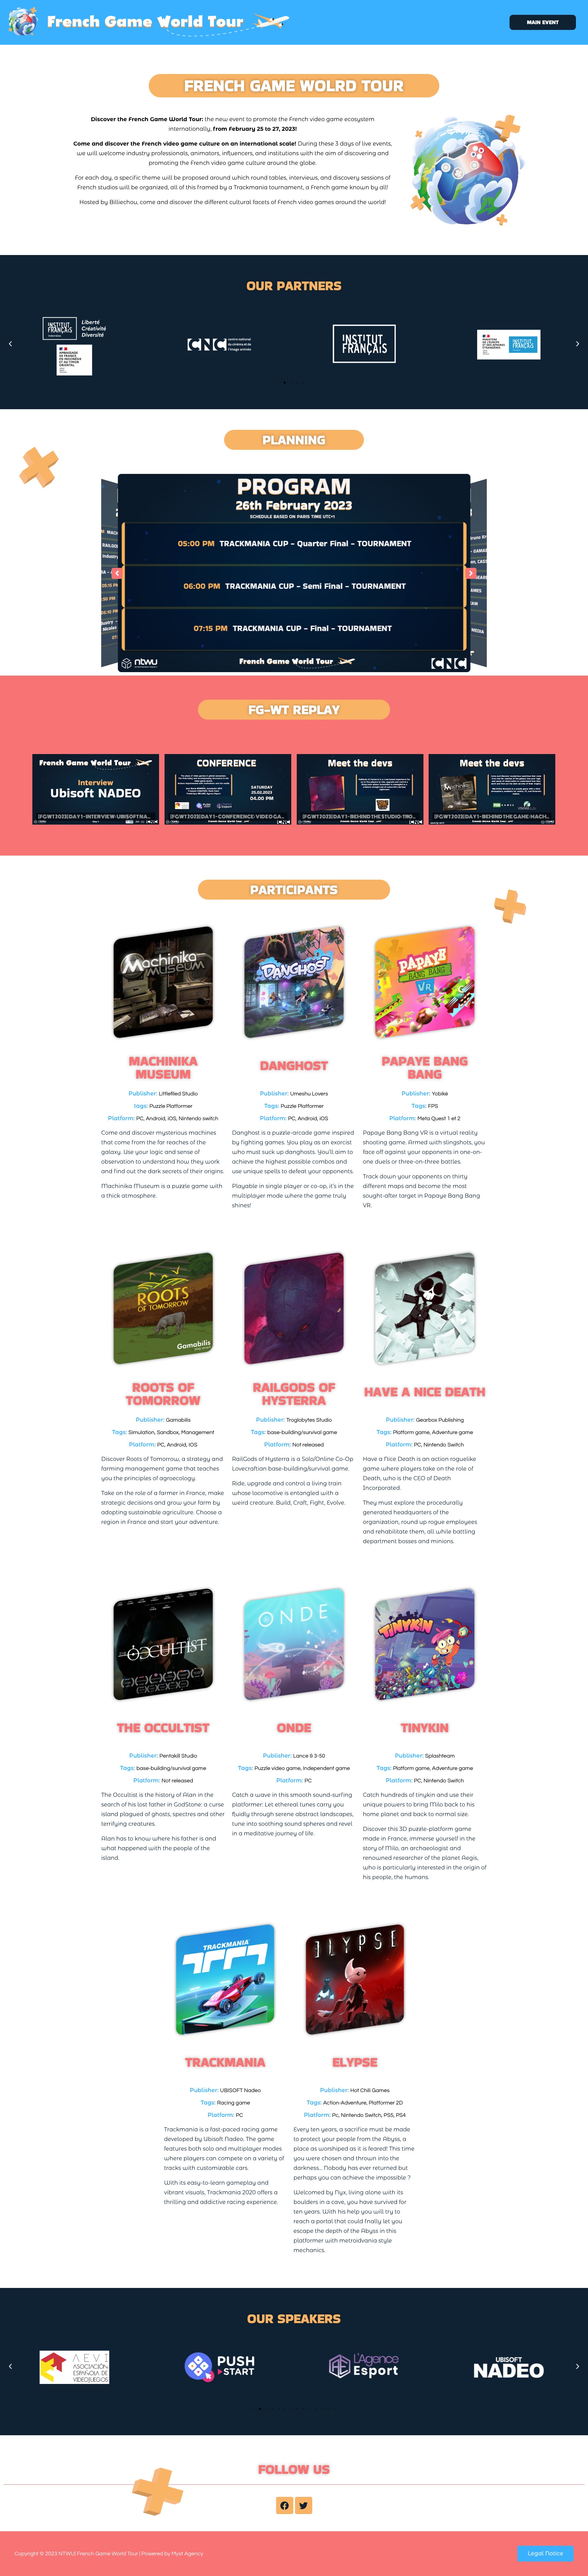 French Game World Tour
MAIN EVENT
FRENCH GAME WOLRD TOUR
Discover the French Game World Tour: the new event to promote the French video game ecosystem
internationally, from February 25 to 27, 2023!
Come and discover the French video game culture on an international scale! During these 3 days of live events,
we will welcome industry professionals, animators, influencers, and institutions with the aim of discovering and
promoting the French video game culture around the globe.
For each day, a specific theme will be proposed around which round tables, interviews, and discovery sessions of
French studios will be organized, all of this framed by a Trackmania tournament, a French game known by all!
Hosted by Billiechou, come and discover the different cultural facets of French video games around the world!
OUR PARTNERS
INSTITUT FRANÇAIS
Liberté
Créativité
Diversité
AMBASSADE
DE FRANCE
EN INDONÉSIE
ET AU TIMOR
ORIENTAL
CNC
centre national
du cinéma et de
l'image animée
INSTITUT
FRANÇAIS
INSTITUT
FRANÇAIS
PLANNING
PROGRAM
26th February 2023
SCHEDULE BASED ON PARIS TIME UTC+1
05:00 PM TRACKMANIA CUP - Quarter Final - TOURNAMENT
06:00 PM TRACKMANIA CUP - Semi Final - TOURNAMENT
07:15 PM TRACKMANIA CUP - Final - TOURNAMENT
ntwu
French Game World Tour
CNC
FG-WT REPLAY
French Game World Tour
Interview
Ubisoft NADEO
CONFERENCE
SATURDAY
25.02.2023
04.00 PM
Meet the devs
Meet the devs
PARTICIPANTS
Machinika
Museum
DANGHOST
PAPAYE
BANG BANG
VR
MACHINIKA
MUSEUM
Publisher: Littlefiled Studio
tags: Puzzle Platformer
Platform: PC, Android, iOS, Nintendo switch
Come and discover mysterious machines
that come from the far reaches of the
galaxy. Use your logic and sense of
observation to understand how they work
and find out the dark secrets of their origins.
Machinika Museum is a puzzle game with
a thick atmosphere.
DANGHOST
Publisher: Umeshu Lovers
Tags: Puzzle Platformer
Platform: PC, Android, iOS
Danghost is a puzzle-arcade game inspired
by fighting games. You play as an exorcist
who must suck up danghosts. You'll aim to
achieve the highest possible combos and
use unique spells to defeat your opponents.
Playable in single player or co-op, it's in the
multiplayer mode where the game truly
shines!
PAPAYE BANG
BANG
Publisher: Yobiké
Tags: FPS
Platform: Meta Quest 1 et 2
Papaye Bang Bang VR is a virtual reality
shooting game. Armed with slingshots, you
face off against your opponents in one-on-
one duels or three-on-three battles.
Track down your opponents on thirty
different maps and become the most
sought-after target in Papaye Bang Bang
VR.
ROOTS
OF TOMORROW
Gamabilis
ROOTS OF
TOMORROW
Publisher: Gamabilis
Tags: Simulation, Sandbox, Management
Platform: PC, Android, IOS
Discover Roots of Tomorrow, a strategy and
farming management game that teaches
you the principles of agroecology.
Take on the role of a farmer in France, make
strategic decisions and grow your farm by
adopting sustainable agriculture. Choose a
region in France and start your adventure.
RAILGODS OF
HYSTERRA
Publisher: Troglobytes Studio
Tags: base-building/survival game
Platform: Not released
RailGods of Hysterra is a Solo/Online Co-Op
Lovecraftian base-building/survival game.
Ride, upgrade and control a living train
whose locomotive is entangled with a
weird creature. Build, Craft, Fight, Evolve.
HAVE A NICE DEATH
Publisher: Gearbox Publishing
Tags: Platform game, Adventure game
Platform: PC, Nintendo Switch
Have a Nice Death is an action roguelike
game where players take on the role of
Death, who is the CEO of Death
Incorporated.
They must explore the procedurally
generated headquarters of the
organization, round up rogue employees
and rehabilitate them, all while battling
department bosses and minions.
THE OCCULTIST
ONDE
TINYKIN
THE OCCULTIST
Publisher: Pentakill Studio
Tags: base-building/survival game
Platform: Not released
The Occultist is the history of Alan in the
search of his lost father in GodStone: a curse
island plagued of ghosts, spectres and other
terrifying creatures.
Alan has to know where his father is and
what happened with the people of the
island.
ONDE
Publisher: Lance & 3-50
Tags: Puzzle video game, Independent game
Platform: PC
Catch a wave in this smooth sound-surfing
platformer. Let ethereal tunes carry you
fluidly through serene abstract landscapes,
tune into soothing sound spheres and revel
in a meditative journey of life.
TINYKIN
Publisher: Splashteam
Tags: Platform game, Adventure game
Platform: PC, Nintendo Switch
Catch hundreds of tinykin and use their
unique powers to bring Milo back to his
home planet and back to normal size.
Discover this 3D puzzle-platform game
made in France, immerse yourself in the
story of Milo, an archaeologist and
renowned researcher of the planet Aegis,
who is particularly interested in the origin of
his people, the humans.
TRACKMANIA
ELYPSE
TRACKMANIA
Publisher: UBISOFT Nadeo
Tags: Racing game
Platform: PC
Trackmania is a fast-paced racing game
developed by Ubisoft Nadeo. The game
features both solo and multiplayer modes
where players can compete on a variety of
tracks with customizable cars.
With its easy-to-learn gameplay and
vibrant visuals, Trackmania 2020 offers a
thrilling and addictive racing experience.
ELYPSE
Publisher: Hot Chili Games
Tags: Action-Adventure, Platformer 2D
Platform: Pc, Nintendo Switch, PS5, PS4
Every ten years, a sacrifice must be made
to protect your people from the Abyss, a
place as worshiped as it is feared! This time
you were chosen and thrown into the
darkness... Nobody has ever returned but
perhaps you can achieve the impossible ?
Welcomed by Nyx, living alone with its
boulders in a cave, you have survived for
ten years. With his help you will try to
reach a portal that could finally let you
escape the depth of the Abyss in this
platformer with metroidvania style
mechanics.
OUR SPEAKERS
AEVI
ASOCIACIÓN
ESPAÑOLA DE
VIDEOJUEGOS
PUSH
START
L'Agence
Esport
UBISOFT
NADEO
FOLLOW US
Copyright © 2023 NTWU| French Game World Tour | Powered by Myst Agency
Legal Notice